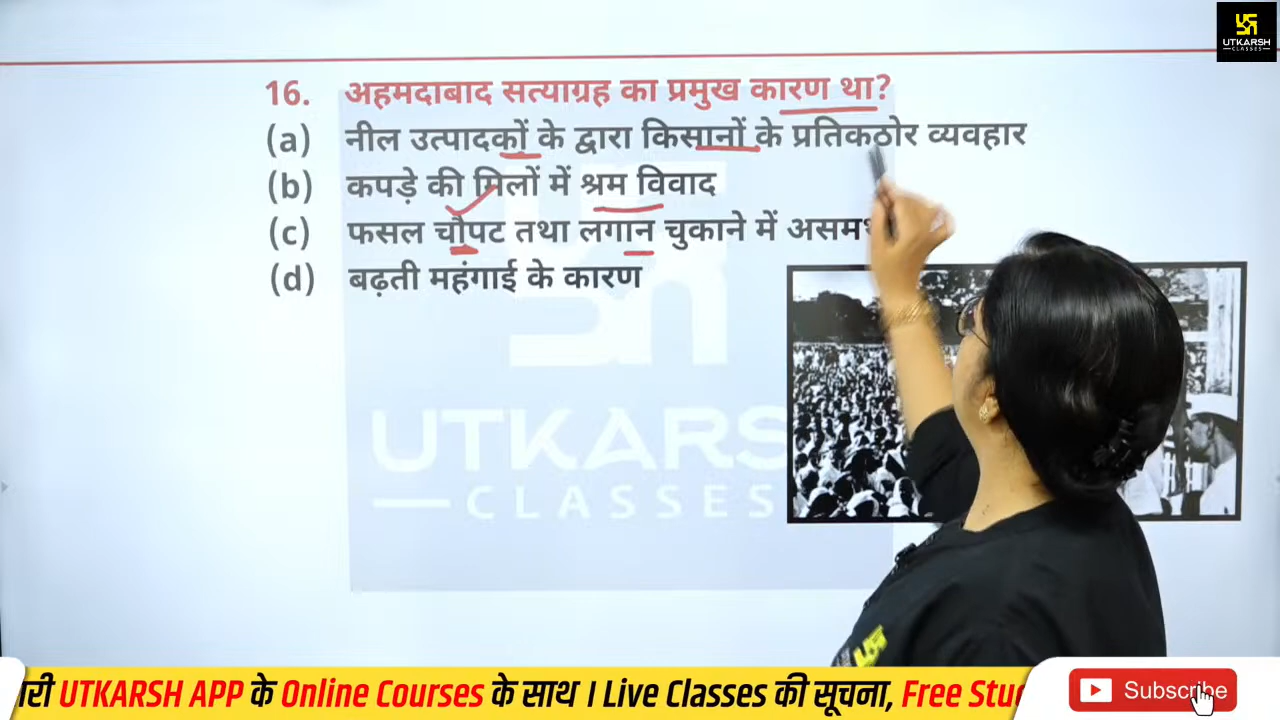 UTKARSH
CLASSES
16. अहमदाबाद सत्याग्रह का प्रमुख कारण था?
(a) नील उत्पादकों के द्वारा किसानों के प्रतिकठोर व्यवहार
(b) कपड़े की मिलों में श्रम विवाद
(c) फसल चौपट तथा लगान चुकाने में
(d) बढ़ती महंगाई के कारण
UTKARS
CLASSES
UTKARSH APP के Online Courses के साथ । Live Classes की सूचना, Free
Subscribe